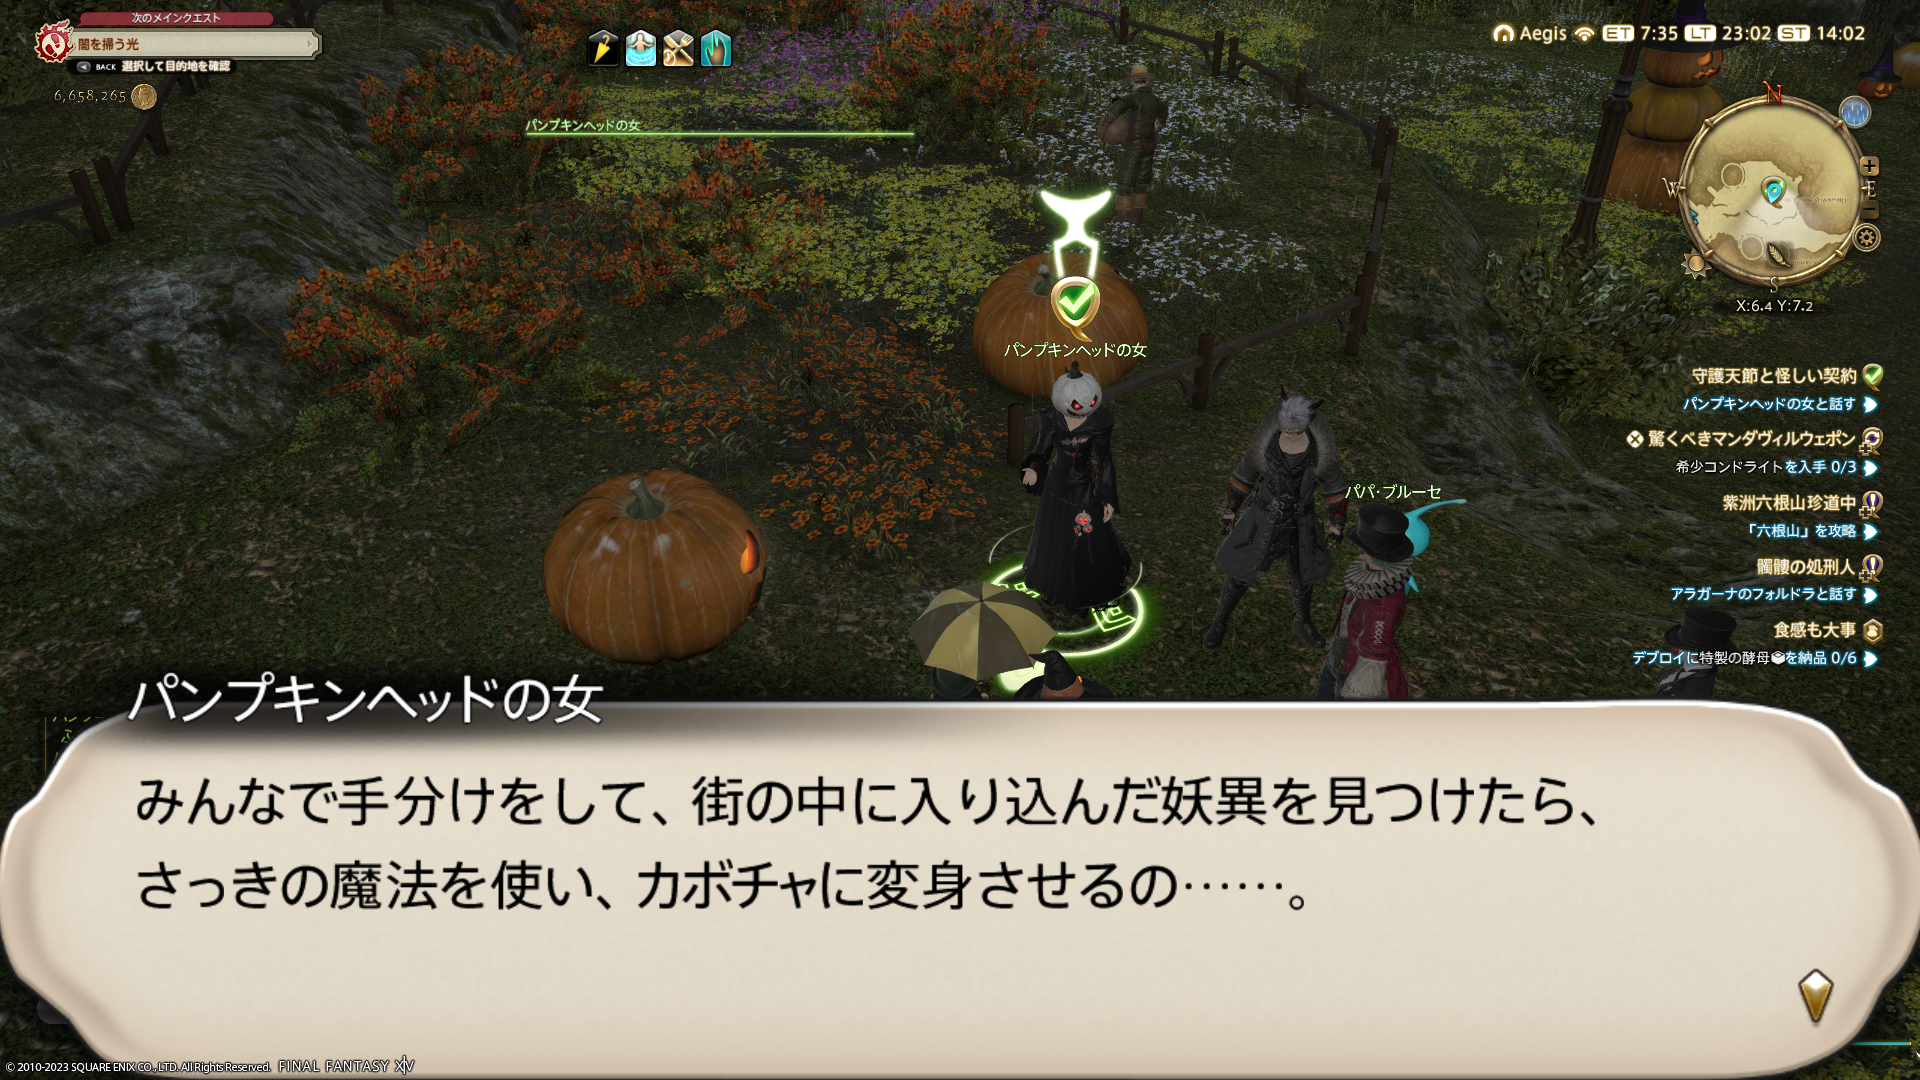 次のメインクエスト
闇を掃う光
BACK 選択して目的地を確認
6,658,265
Aegis ET 7:35 LT 23:02 ST 14:02
パンプキンヘッドの女
N
W
E
S
X:6.4 Y:7.2
パンプキンヘッドの女
守護天節と怪しい契約
パンプキンヘッドの女と話す
驚くべきマンダヴィルウェポン
希少コンドライトを入手 0/3
紫洲六根山珍道中
「六根山」を攻略
髑髏の処刑人
アラガーナのフォルドラと話す
食感も大事
デブロイに特製の酵母を納品 0/6
パパ・ブルーセ
パンプキンヘッドの女
みんなで手分けをして、街の中に入り込んだ妖異を見つけたら、
さっきの魔法を使い、カボチャに変身させるの……。
© 2010-2023 SQUARE ENIX CO., LTD. All Rights Reserved. FINAL FANTASY XIV